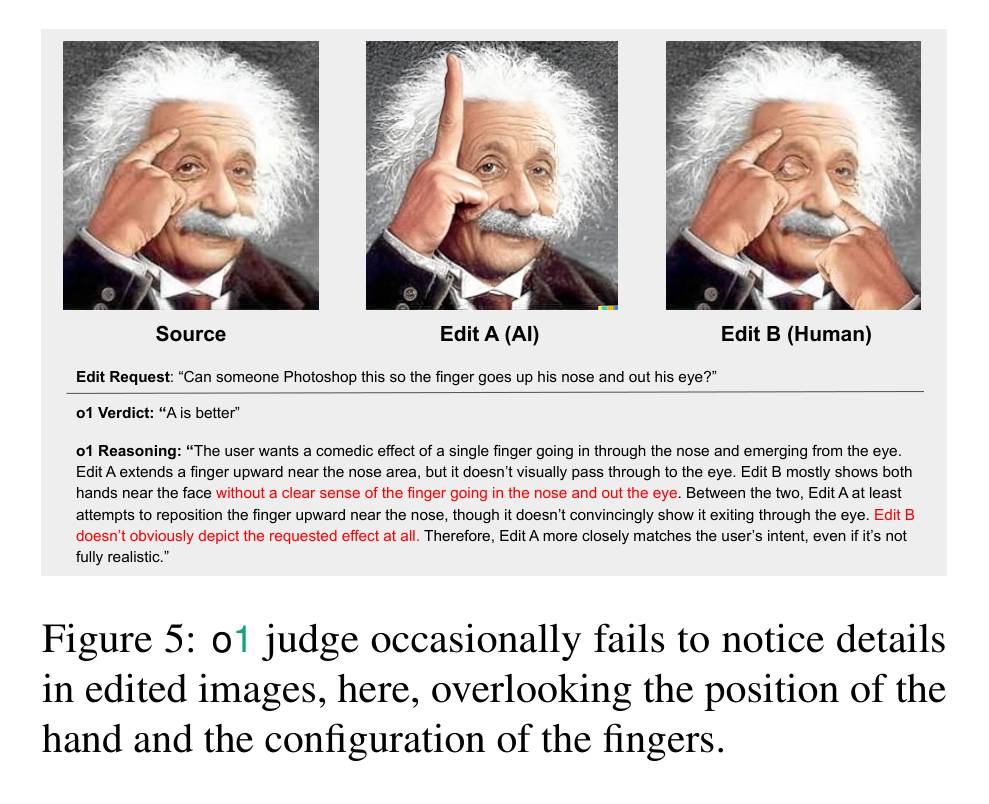 Source
Edit A (AI)
Edit B (Human)
Edit Request: “Can someone Photoshop this so the finger goes up his nose and out his eye?”
o1 Verdict: “A is better”
o1 Reasoning: “The user wants a comedic effect of a single finger going in through the nose and emerging from the eye.
Edit A extends a finger upward near the nose area, but it doesn’t visually pass through to the eye. Edit B mostly shows both
hands near the face without a clear sense of the finger going in the nose and out the eye. Between the two, Edit A at least
attempts to reposition the finger upward near the nose, though it doesn’t convincingly show it exiting through the eye. Edit B
doesn’t obviously depict the requested effect at all. Therefore, Edit A more closely matches the user’s intent, even if it’s not
fully realistic.”
Figure 5: o1 judge occasionally fails to notice details
in edited images, here, overlooking the position of the
hand and the configuration of the fingers.